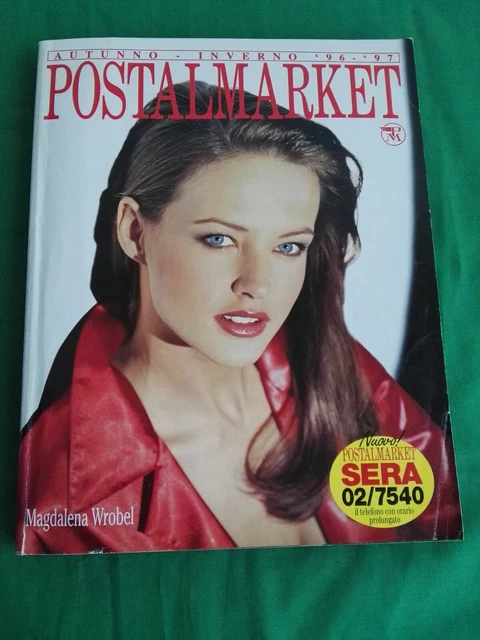 AUTUNNO - INVERNO '96-'97
POSTALMARKET
PM
Magdalena Wrobel
Nuovo!
POSTALMARKET
SERA
02/7540
il telefono con orario
prolungato